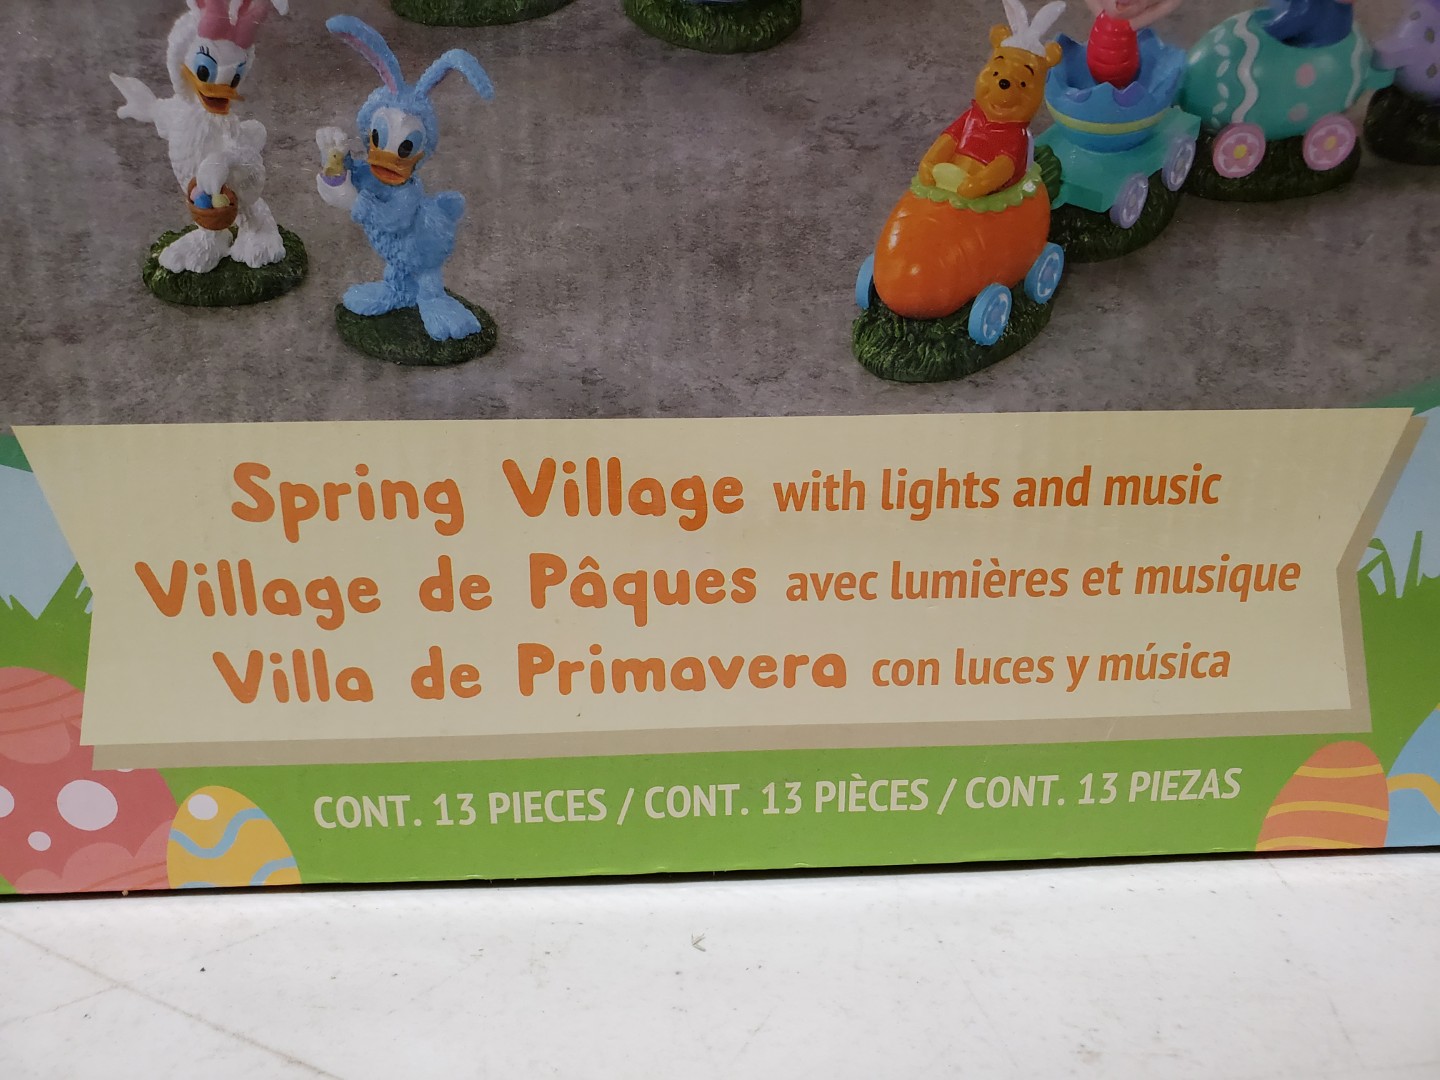 Spring Village with lights and music
Village de Pâques avec lumières et musique
Villa de Primavera con luces y música
CONT. 13 PIECES / CONT. 13 PIÈCES / CONT. 13 PIEZAS